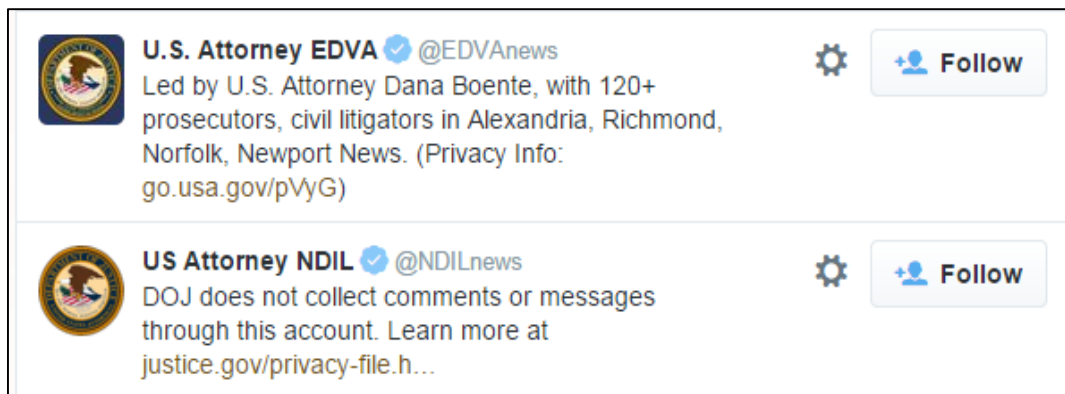 U.S. Attorney EDVA @EDVAnews
Follow
Led by U.S. Attorney Dana Boente, with 120+
prosecutors, civil litigators in Alexandria, Richmond,
Norfolk, Newport News. (Privacy Info:
go.usa.gov/pVyG)
US Attorney NDIL @NDILnews
Follow
DOJ does not collect comments or messages
through this account. Learn more at
justice.gov/privacy-file.h...